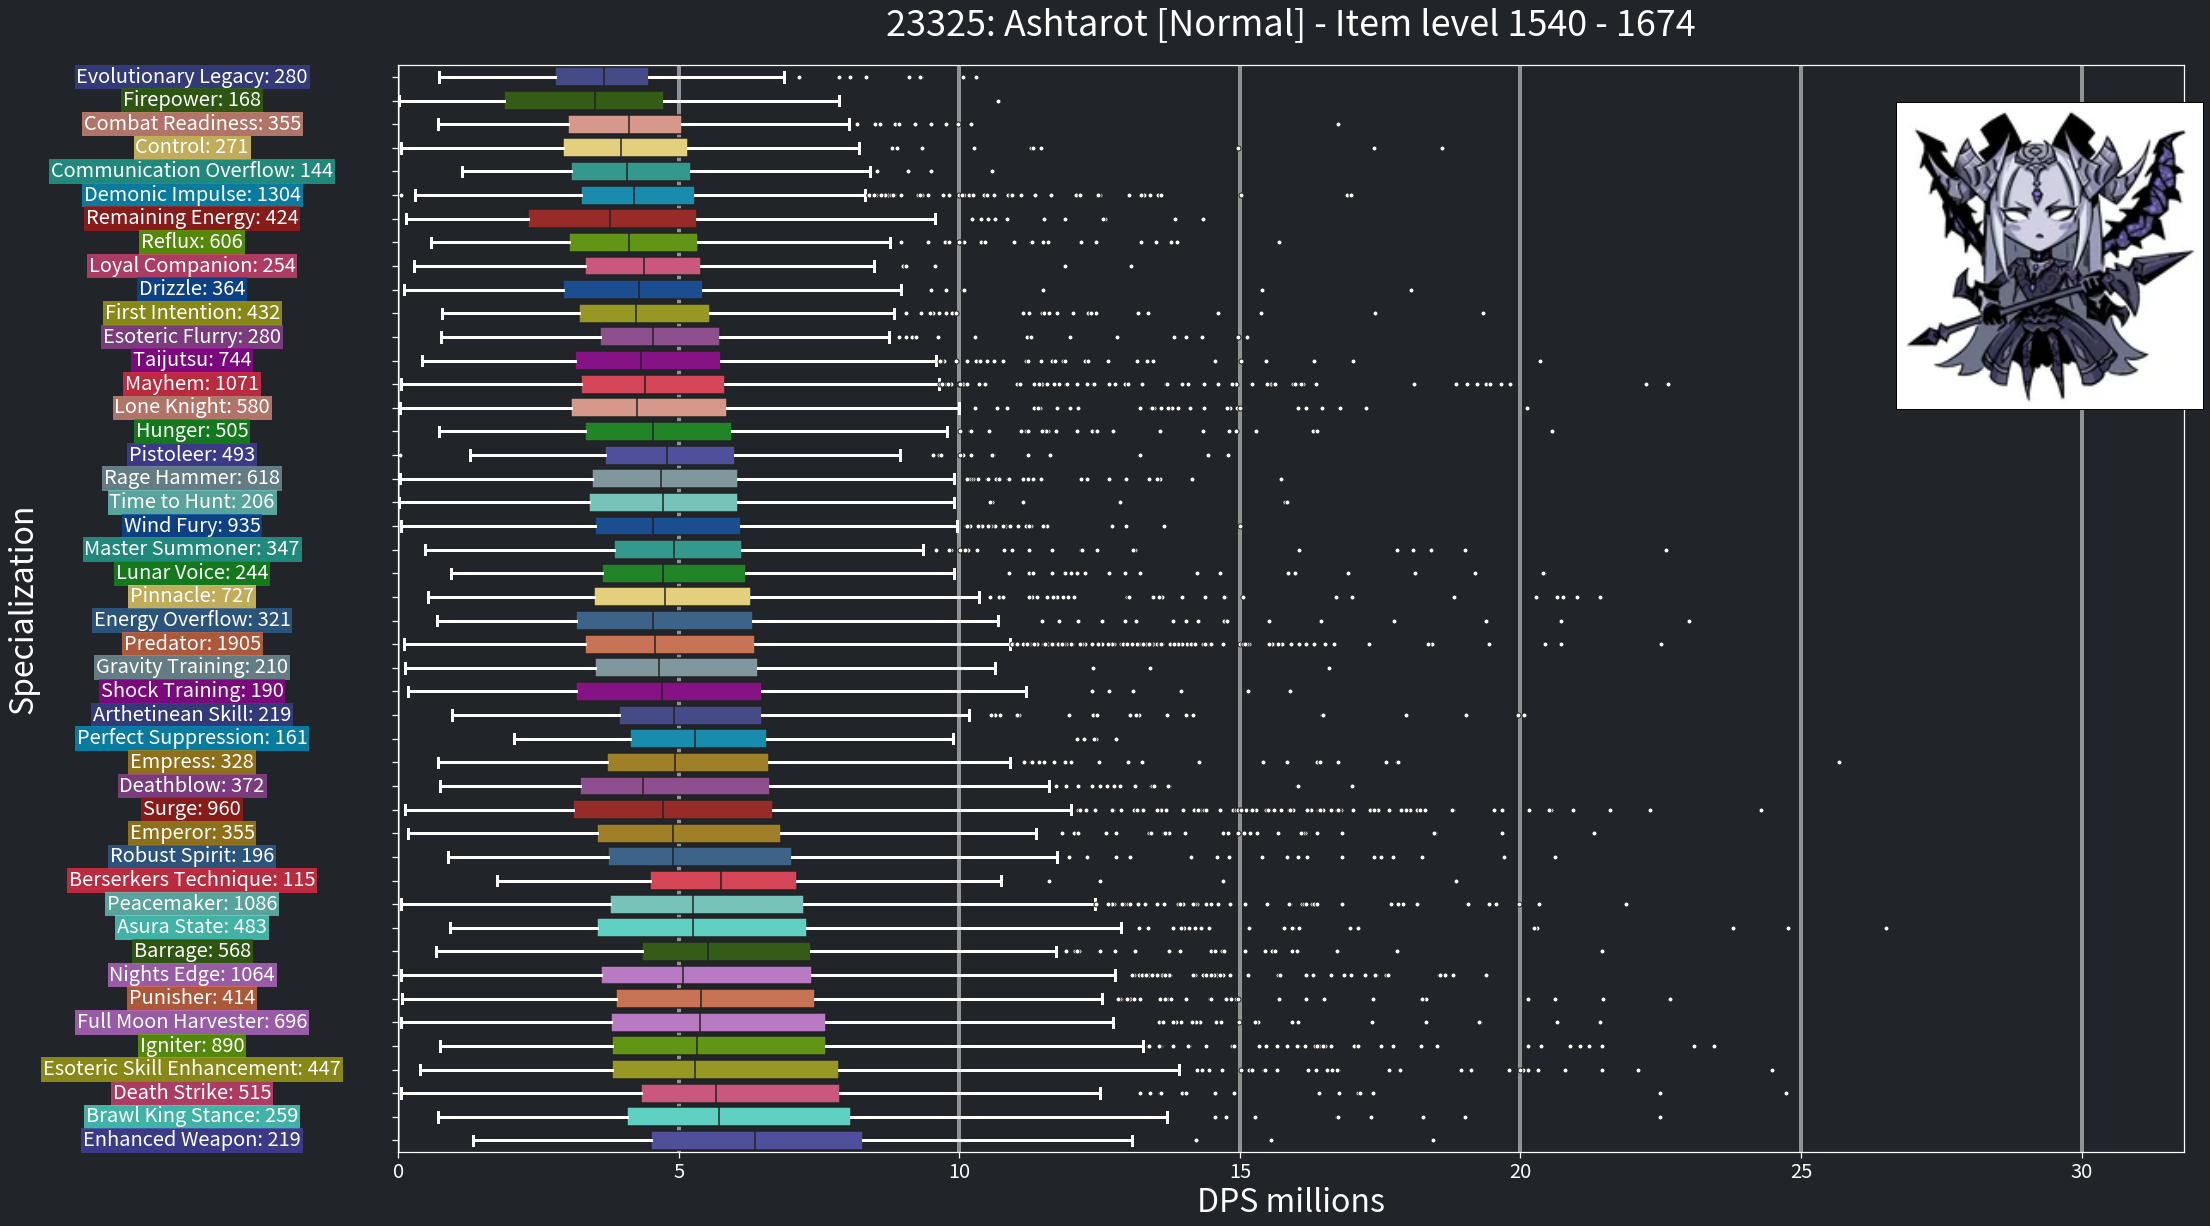 23325: Ashtarot [Normal] - Item level 1540 - 1674
Evolutionary Legacy: 280
Firepower: 168
Combat Readiness: 355
Control: 271
Communication Overflow: 144
Demonic Impulse: 1304
Remaining Energy: 424
Reflux: 606
Loyal Companion: 254
Drizzle: 364
First Intention: 432
Esoteric Flurry: 280
Taijutsu: 744
Mayhem: 1071
Lone Knight: 580
Hunger: 505
Pistoleer: 493
Rage Hammer: 618
Time to Hunt: 206
Wind Fury: 935
Master Summoner: 347
Lunar Voice: 244
Pinnacle: 727
Energy Overflow: 321
Predator: 1905
Gravity Training: 210
Shock Training: 190
Arthetinean Skill: 219
Perfect Suppression: 161
Empress: 328
Deathblow: 372
Surge: 960
Emperor: 355
Robust Spirit: 196
Berserkers Technique: 115
Peacemaker: 1086
Asura State: 483
Barrage: 568
Nights Edge: 1064
Punisher: 414
Full Moon Harvester: 696
Igniter: 890
Esoteric Skill Enhancement: 447
Death Strike: 515
Brawl King Stance: 259
Enhanced Weapon: 219
Specialization
0 5 10 15 20 25 30
DPS millions